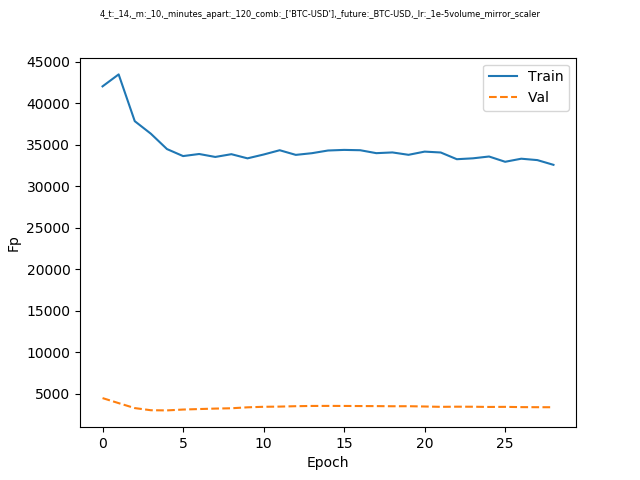 4_t:_14,_m:_10,_minutes_apart:_120_comb:_['BTC-USD'],_future:_BTC-USD,_lr:_1e-5volume_mirror_scaler
Train
Val
45000
40000
35000
30000
25000
20000
15000
10000
5000
Fp
0 5 10 15 20 25
Epoch